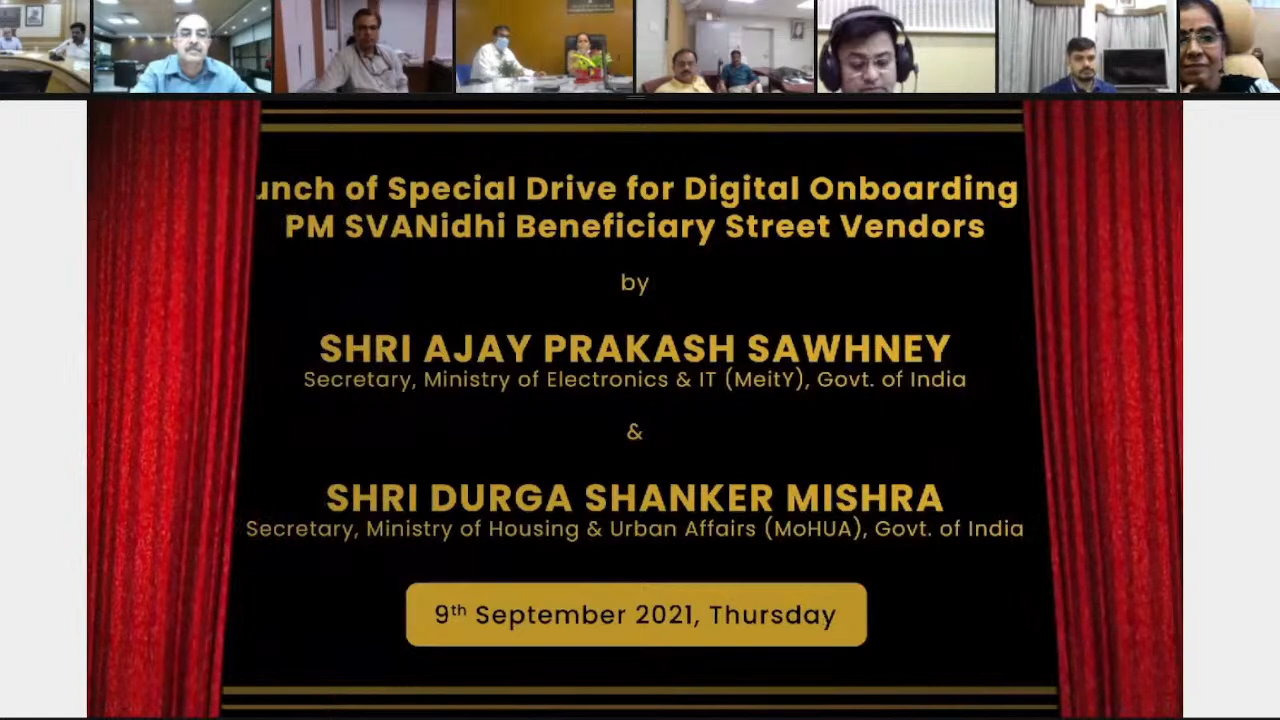 unch of Special Drive for Digital Onboarding
PM SVANidhi Beneficiary Street Vendors
by
SHRI AJAY PRAKASH SAWHNEY
Secretary, Ministry of Electronics & IT (MeitY), Govt. of India
&
SHRI DURGA SHANKER MISHRA
Secretary, Ministry of Housing & Urban Affairs (MoHUA), Govt. of India
9th September 2021, Thursday